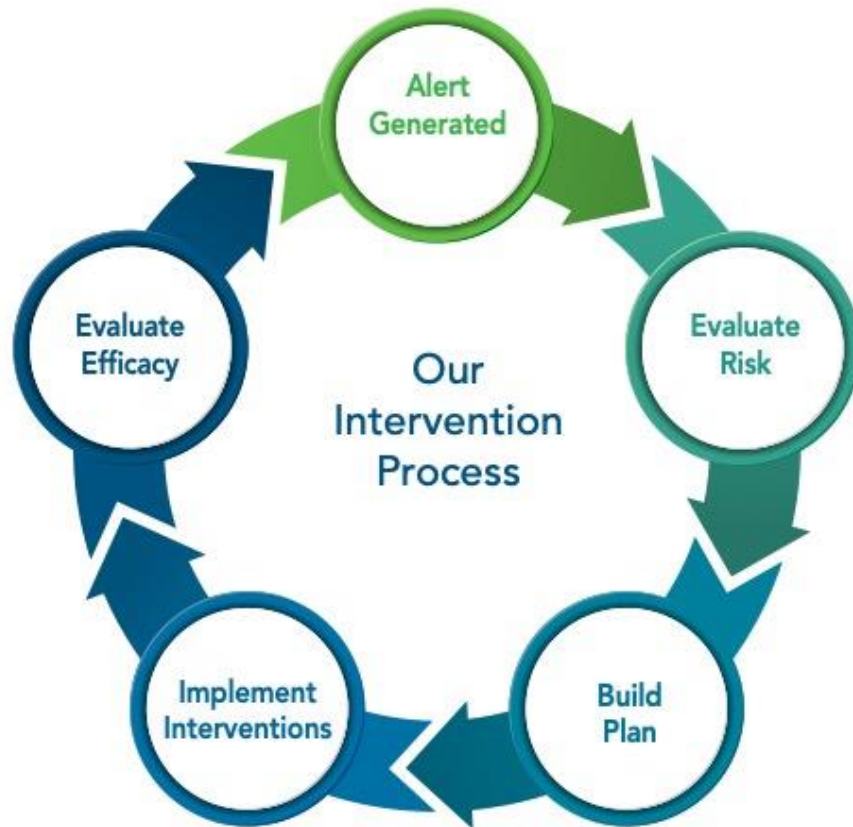 Alert
Generated
Evaluate
Risk
Build
Plan
Implement
Interventions
Evaluate
Efficacy
Our
Intervention
Process